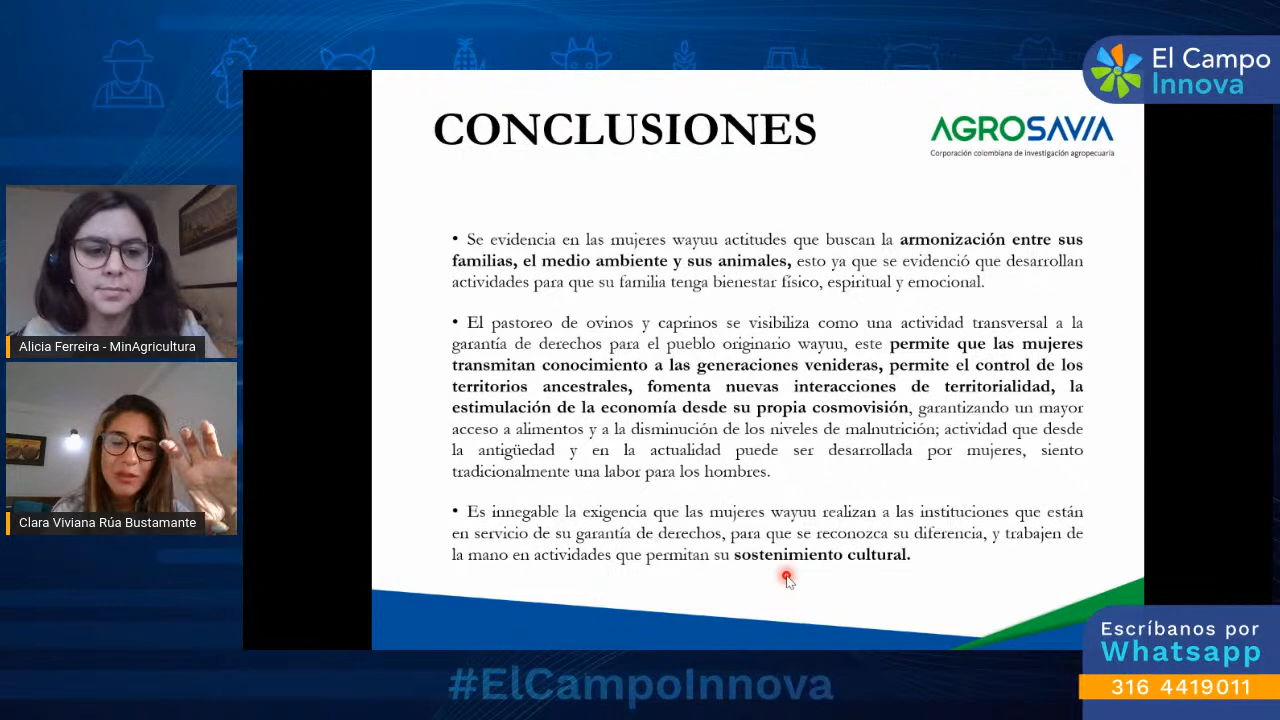 El Campo
Innova
CONCLUSIONES
AGROSAVIA
Corporación colombiana de investigación agropecuaria
• Se evidencia en las mujeres wayuu actitudes que buscan la armonización entre sus
familias, el medio ambiente y sus animales, esto ya que se evidenció que desarrollan
actividades para que su familia tenga bienestar físico, espiritual y emocional.
• El pastoreo de ovinos y caprinos se visibiliza como una actividad transversal a la
garantía de derechos para el pueblo originario wayuu, este permite que las mujeres
transmitan conocimiento a las generaciones venideras, permite el control de los
territorios ancestrales, fomenta nuevas interacciones de territorialidad, la
estimulación de la economía desde su propia cosmovisión, garantizando un mayor
acceso a alimentos y a la disminución de los niveles de malnutrición; actividad que desde
la antigüedad y en la actualidad puede ser desarrollada por mujeres, siento
tradicionalmente una labor para los hombres.
• Es innegable la exigencia que las mujeres wayuu realizan a las instituciones que están
en servicio de su garantía de derechos, para que se reconozca su diferencia, y trabajen de
la mano en actividades que permitan su sostenimiento cultural.
Alicia Ferreira - MinAgricultura
Clara Viviana Rúa Bustamante
Escríbanos por
Whatsapp
316 4419011
#ElCampoInnova